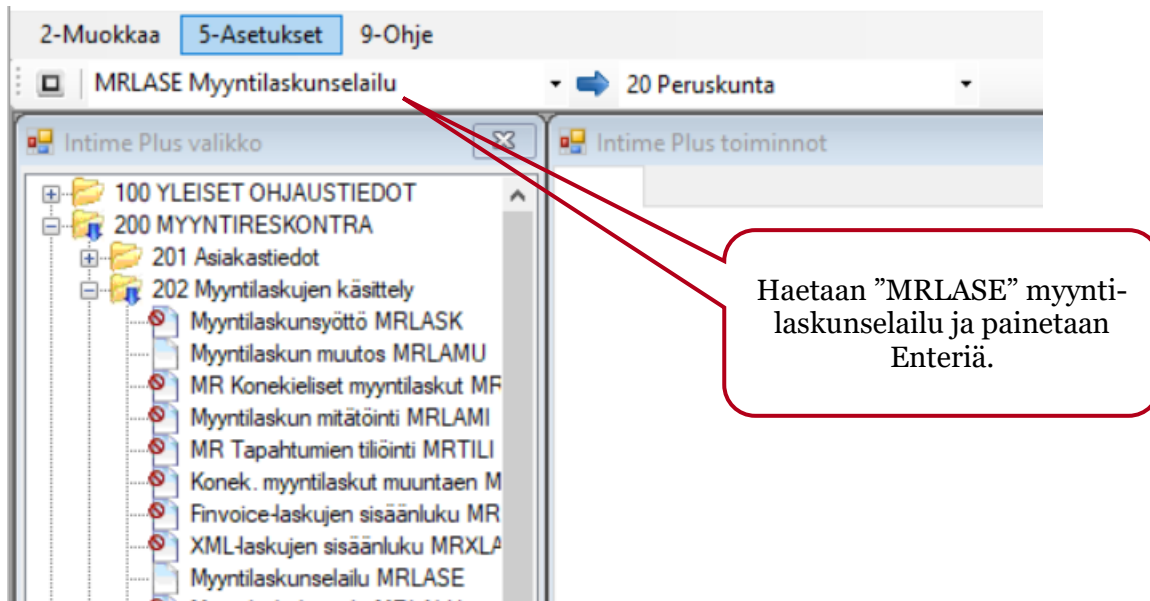 2-Muokkaa 5-Asetukset 9-Ohje
MRLASE Myyntilaskunselailu 20 Peruskunta
Intime Plus valikko Intime Plus toiminnot
100 YLEISET OHJAUSTIEDOT
200 MYYNTIRESKONTRA
201 Asiakastiedot
202 Myyntilaskujen käsittely
Myyntilaskunsyöttö MRLASK
Myyntilaskun muutos MRLAMU
MR Konekieliset myyntilaskut MR
Myyntilaskun mitätöinti MRLAMI
MR Tapahtumien tiliöinti MRTILI
Konek. myyntilaskut muuntaen M
Finvoice-laskujen sisäänluku MR
XML-laskujen sisäänluku MRXLA
Myyntilaskunselailu MRLASE
Haetaan ”MRLASE” myynti-
laskunselailu ja painetaan
Enteriä.